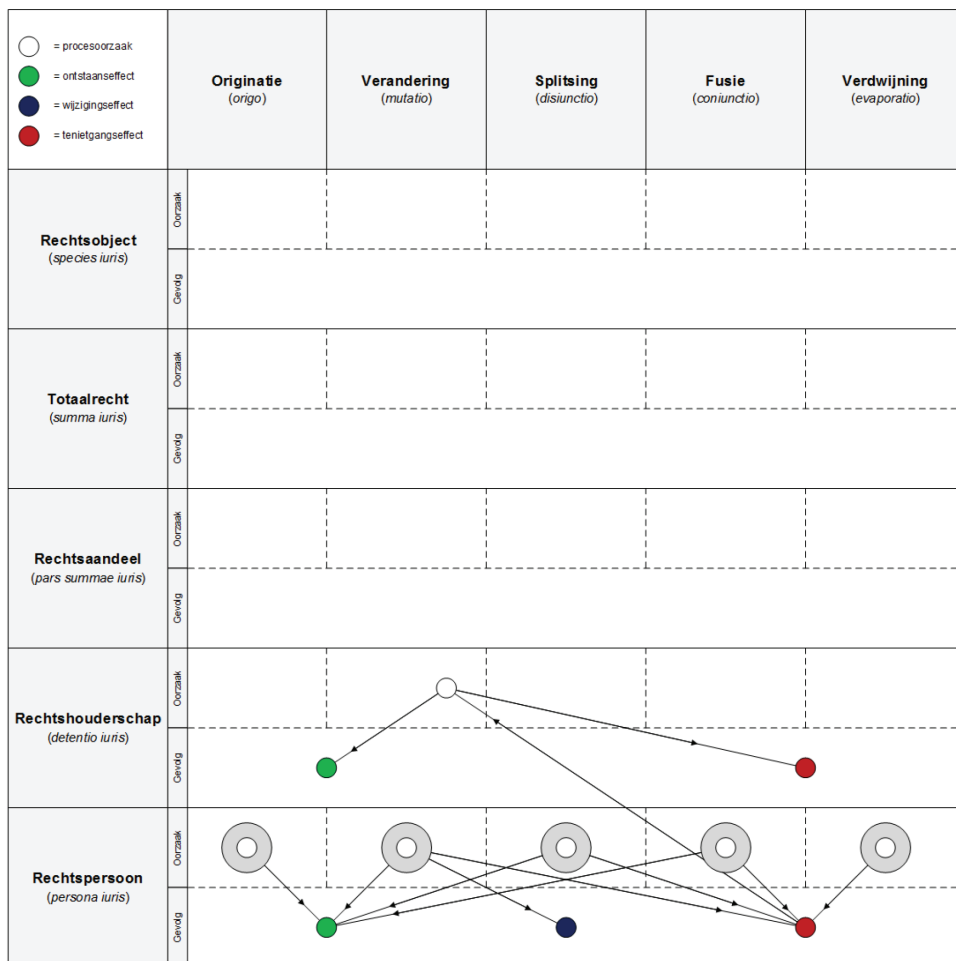 = procesoorzaak
= ontstaanseffect
= wijzigingseffect
= tenietgangseffect
Originatie
(origo)
Verandering
(mutatio)
Splitsing
(disiunctio)
Fusie
(coniunctio)
Verdwijning
(evaporatio)
Rechtsobject
(species iuris)
Oorzaak
Gevolg
Totaalrecht
(summa iuris)
Oorzaak
Gevolg
Rechtsaandeel
(pars summae iuris)
Oorzaak
Gevolg
Rechtshouderschap
(detentio iuris)
Oorzaak
Gevolg
Rechtspersoon
(persona iuris)
Oorzaak
Gevolg